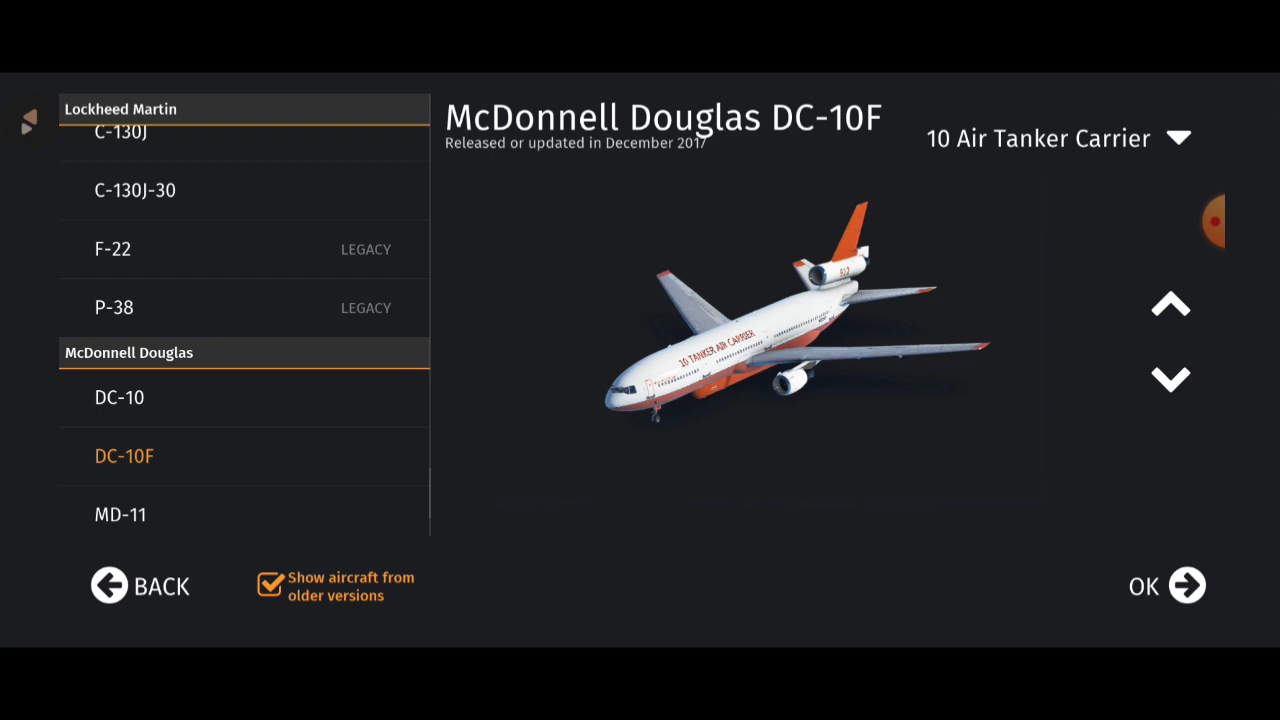 Lockheed Martin
C-130J
C-130J-30
F-22 LEGACY
P-38 LEGACY
McDonnell Douglas
DC-10
DC-10F
MD-11
BACK
Show aircraft from
older versions
McDonnell Douglas DC-10F
Released or updated in December 2017
10 Air Tanker Carrier
10 TANKER AIR CARRIER
OK